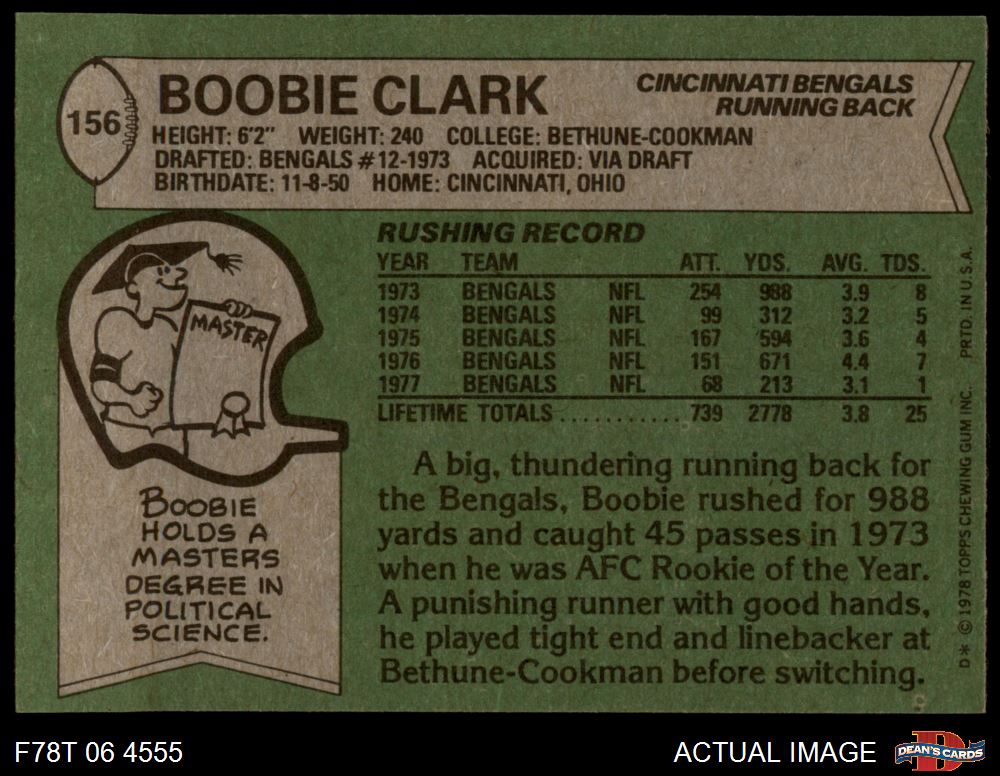 156
BOOBIE CLARK
CINCINNATI BENGALS
RUNNING BACK
HEIGHT: 6'2" WEIGHT: 240 COLLEGE: BETHUNE-COOKMAN
DRAFTED: BENGALS #12-1973 ACQUIRED: VIA DRAFT
BIRTHDATE: 11-8-50 HOME: CINCINNATI, OHIO
RUSHING RECORD
YEAR TEAM ATT. YDS. AVG. TDS.
1973 BENGALS NFL 254 988 3.9 8
1974 BENGALS NFL 99 312 3.2 5
1975 BENGALS NFL 167 594 3.6 4
1976 BENGALS NFL 151 671 4.4 7
1977 BENGALS NFL 68 213 3.1 1
LIFETIME TOTALS............ 739 2778 3.8 25
MASTER
BOOBIE
HOLDS A
MASTERS
DEGREE IN
POLITICAL
SCIENCE.
A big, thundering running back for
the Bengals, Boobie rushed for 988
yards and caught 45 passes in 1973
when he was AFC Rookie of the Year.
A punishing runner with good hands,
he played tight end and linebacker at
Bethune-Cookman before switching.
D* © 1978 TOPPS CHEWING GUM INC. PRTD. IN U.S.A.
F78T 06 4555
ACTUAL IMAGE
DEAN'S CARDS